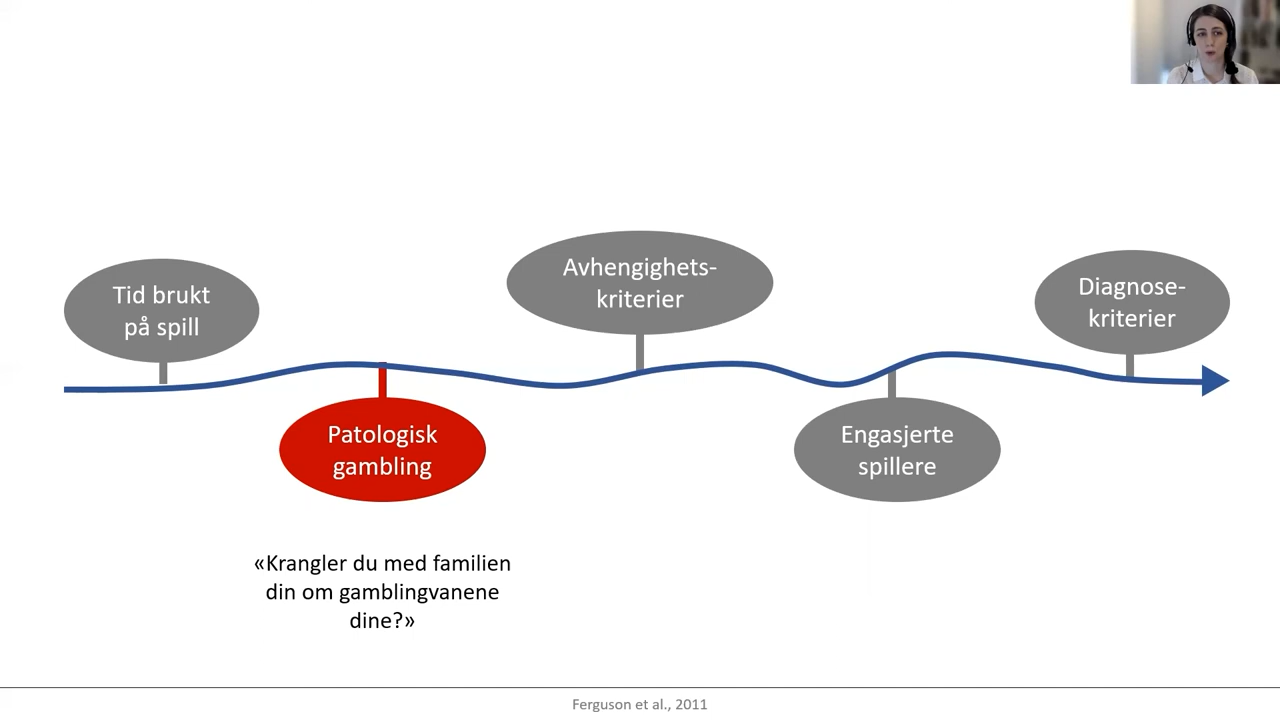 Tid brukt
på spill
Patologisk
gambling
«Krangler du med familien
din om gamblingvanene
dine?»
Avhengighets-
kriterier
Engasjerte
spillere
Diagnose-
kriterier
Ferguson et al., 2011